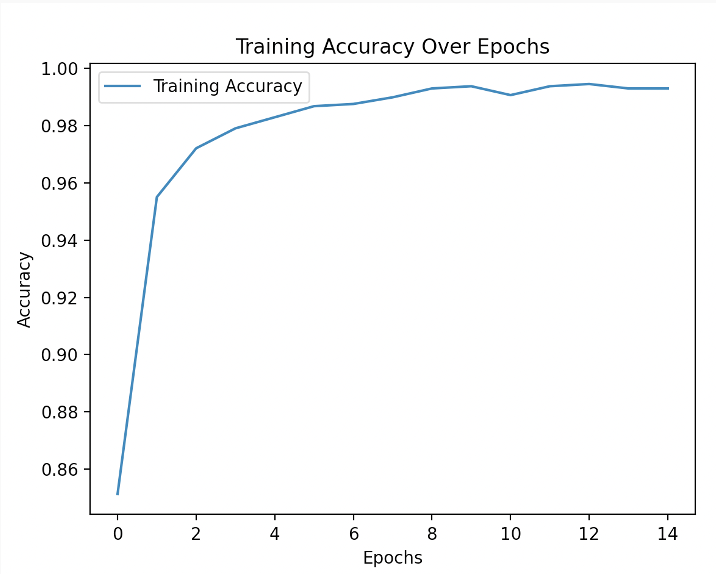 Training Accuracy Over Epochs
1.00
Training Accuracy
0.98
0.96
0.94
0.92
0.90
0.88
0.86
Accuracy
0 2 4 6 8 10 12 14
Epochs